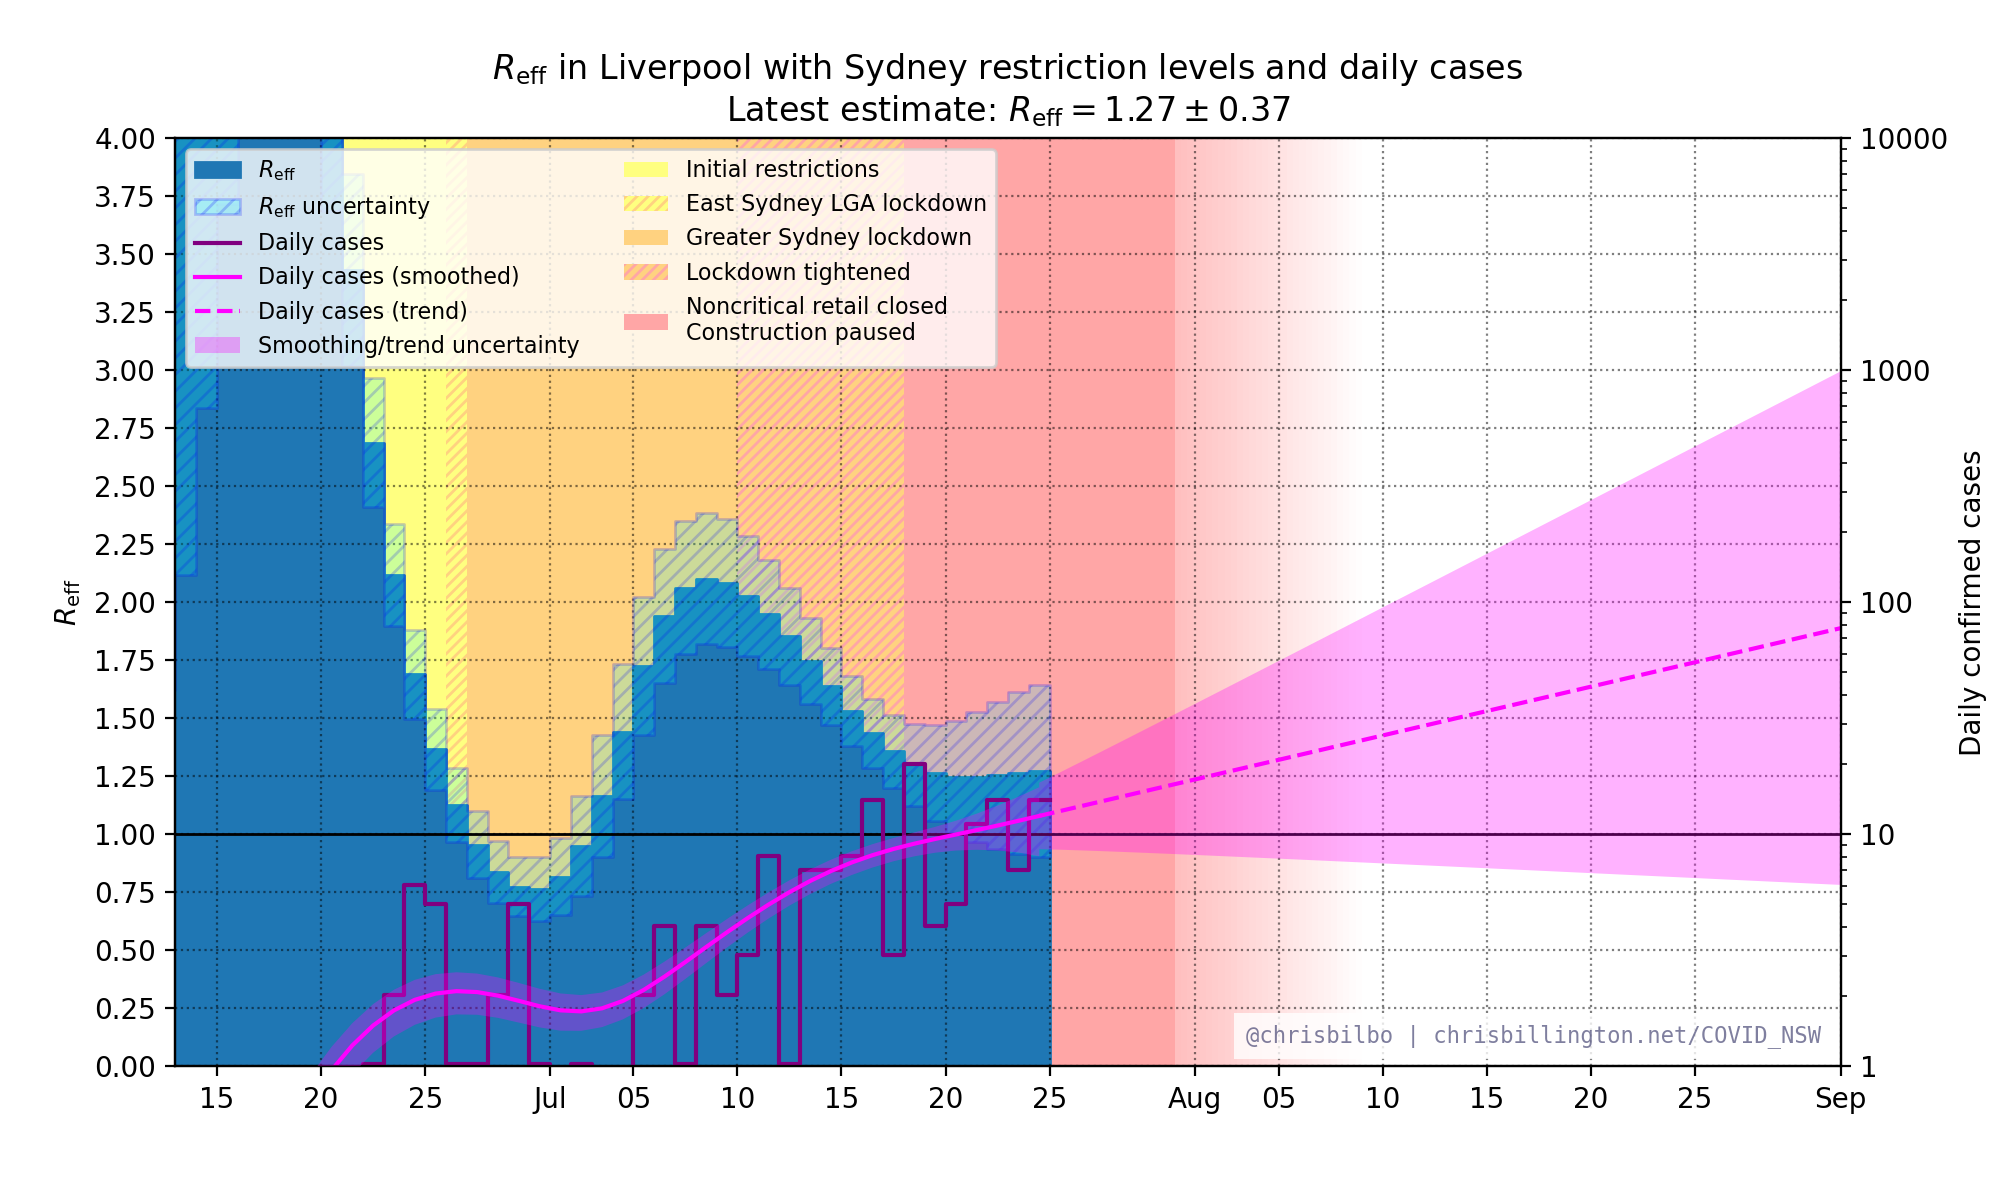 R_eff in Liverpool with Sydney restriction levels and daily cases
Latest estimate: R_eff = 1.27 ± 0.37
R_eff
R_eff uncertainty
Daily cases
Daily cases (smoothed)
Daily cases (trend)
Smoothing/trend uncertainty
Initial restrictions
East Sydney LGA lockdown
Greater Sydney lockdown
Lockdown tightened
Noncritical retail closed
Construction paused
4.00
3.75
3.50
3.25
3.00
2.75
2.50
2.25
2.00
1.75
1.50
1.25
1.00
0.75
0.50
0.25
0.00
R_eff
10000
1000
100
10
1
Daily confirmed cases
@chrisbilbo | chrisbillington.net/COVID_NSW
15 20 25 Jul 05 10 15 20 25 Aug 05 10 15 20 25 Sep